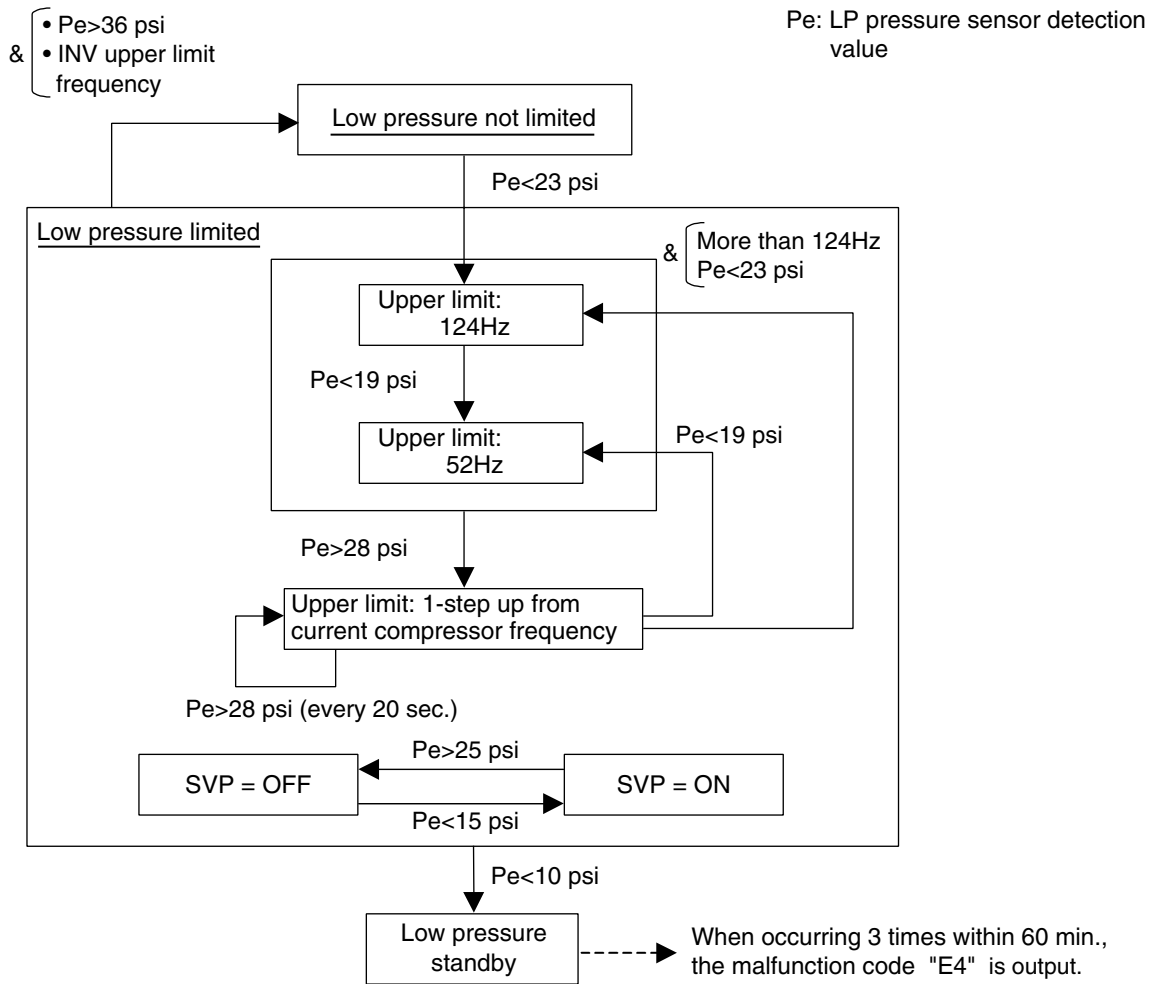 • Pe>36 psi
& • INV upper limit
frequency
Pe: LP pressure sensor detection
value
Low pressure not limited
Pe<23 psi
Low pressure limited
& More than 124Hz
Pe<23 psi
Upper limit:
124Hz
Pe<19 psi
Upper limit:
52Hz
Pe<19 psi
Pe>28 psi
Upper limit: 1-step up from
current compressor frequency
Pe>28 psi (every 20 sec.)
Pe>25 psi
SVP = OFF
SVP = ON
Pe<15 psi
Pe<10 psi
Low pressure
standby
When occurring 3 times within 60 min.,
the malfunction code "E4" is output.